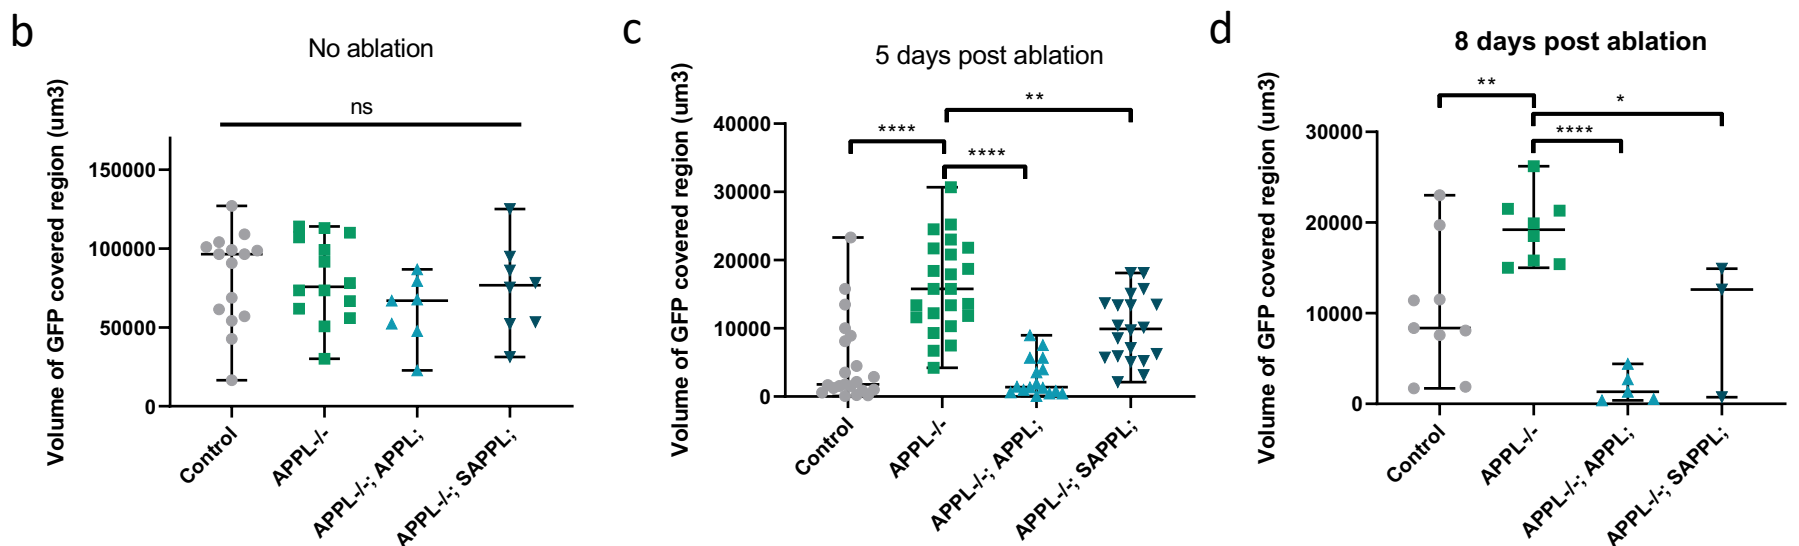 b
No ablation
ns
Volume of GFP covered region (um3)
150000
100000
50000
0
Control
APPL-/-
APPL-/-; APPL;
APPL-/-; SAPPL;
c
5 days post ablation
**
****
****
Volume of GFP covered region (um3)
40000
30000
20000
10000
0
Control
APPL-/-
APPL-/-; APPL;
APPL-/-; SAPPL;
d
8 days post ablation
**
*
****
Volume of GFP covered region (um3)
30000
20000
10000
0
Control
APPL-/-
APPL-/-; APPL;
APPL-/-; SAPPL;